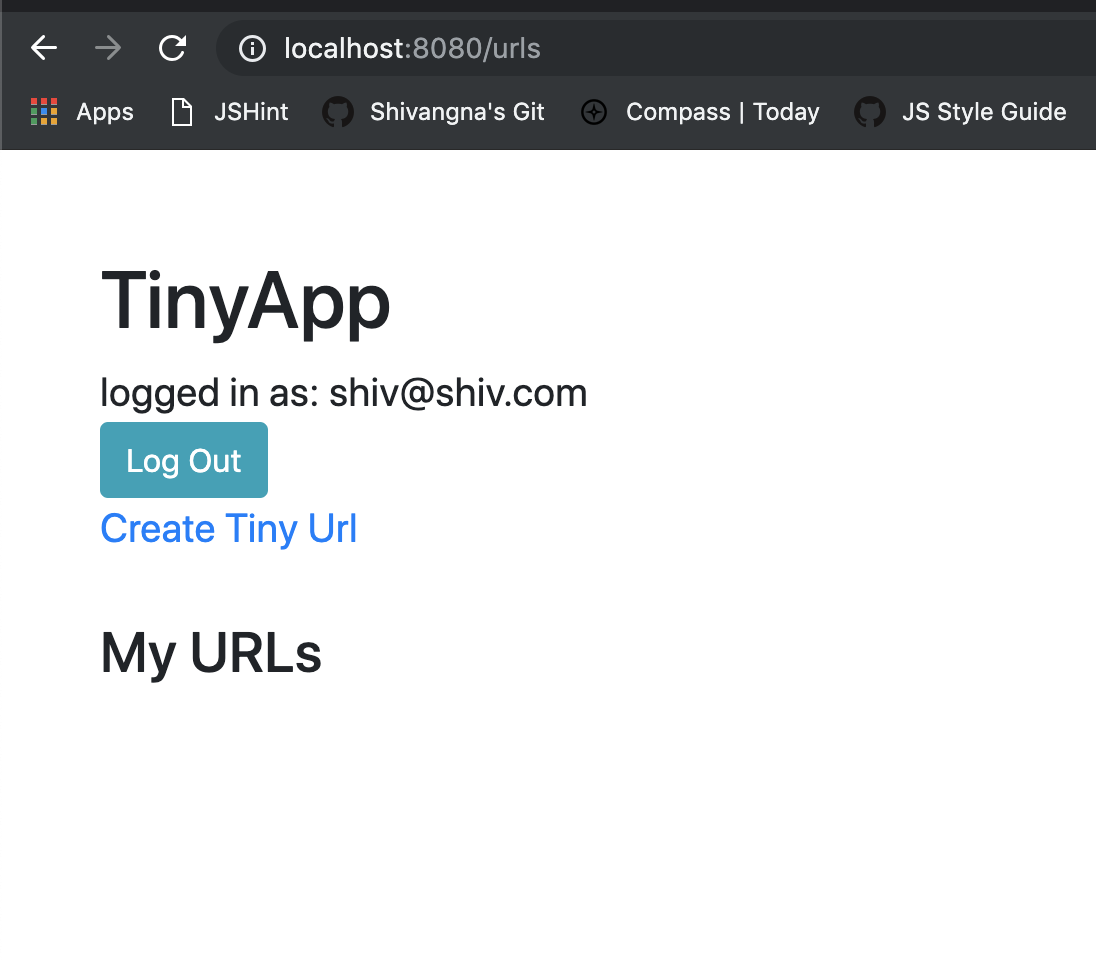 localhost:8080/urls
Apps JSHint Shivangna's Git Compass | Today JS Style Guide
TinyApp
logged in as: shiv@shiv.com
Log Out
Create Tiny Url
My URLs